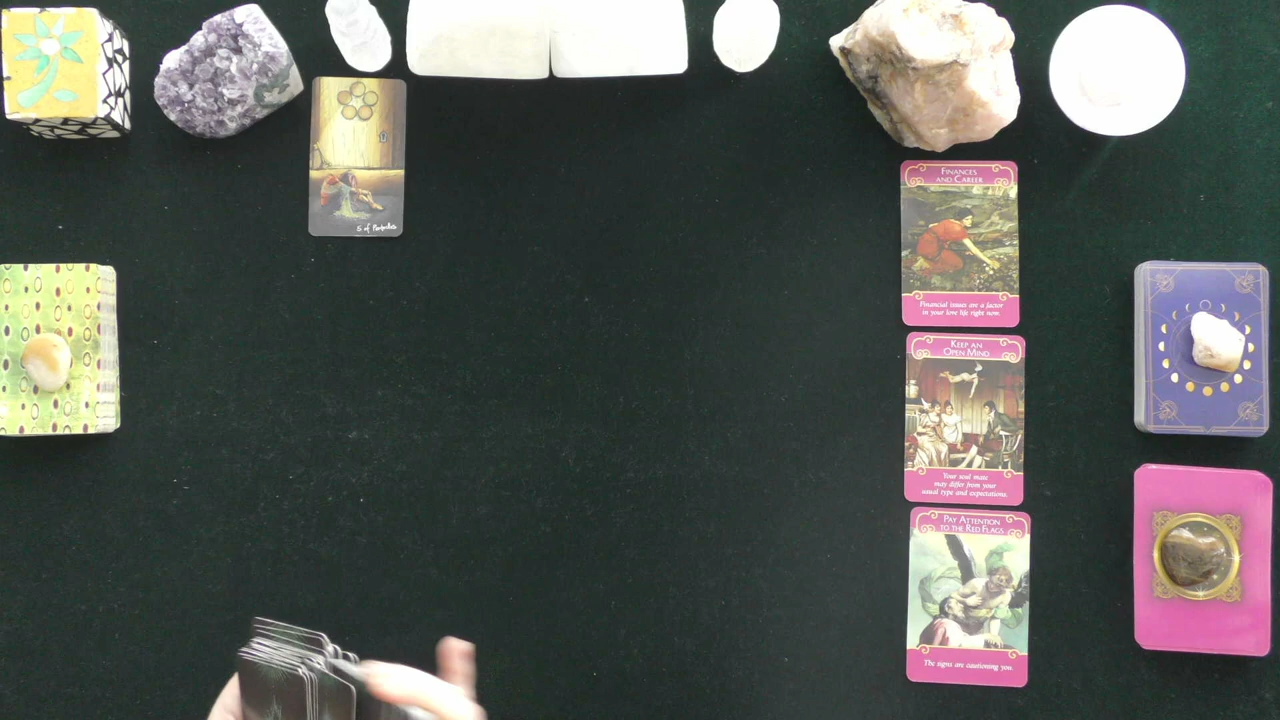 5 of Pentacles
FINANCES
AND CAREER
Financial issues are a factor
in your love life right now.
KEEP AN
OPEN MIND
Your soul mate
may differ from your
usual type and expectations.
PAY ATTENTION
TO THE RED FLAGS
The signs are cautioning you.